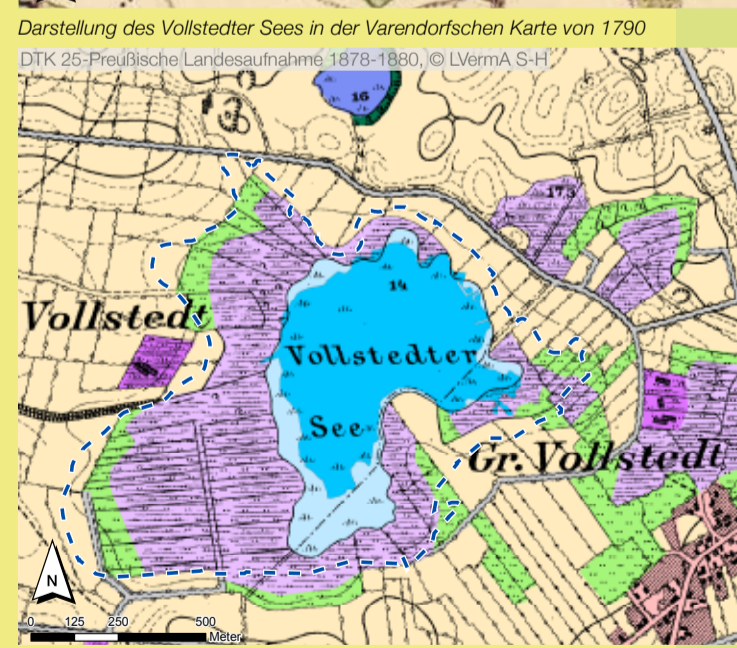 Darstellung des Vollstedter Sees in der Varendorfschen Karte von 1790
DTK 25-Preußische Landesaufnahme 1878-1880, © LVermA S-H
16
17,3
14
Vollstedt
Vollstedter
See
Gr. Vollstedt
N
0 125 250 500
Meter